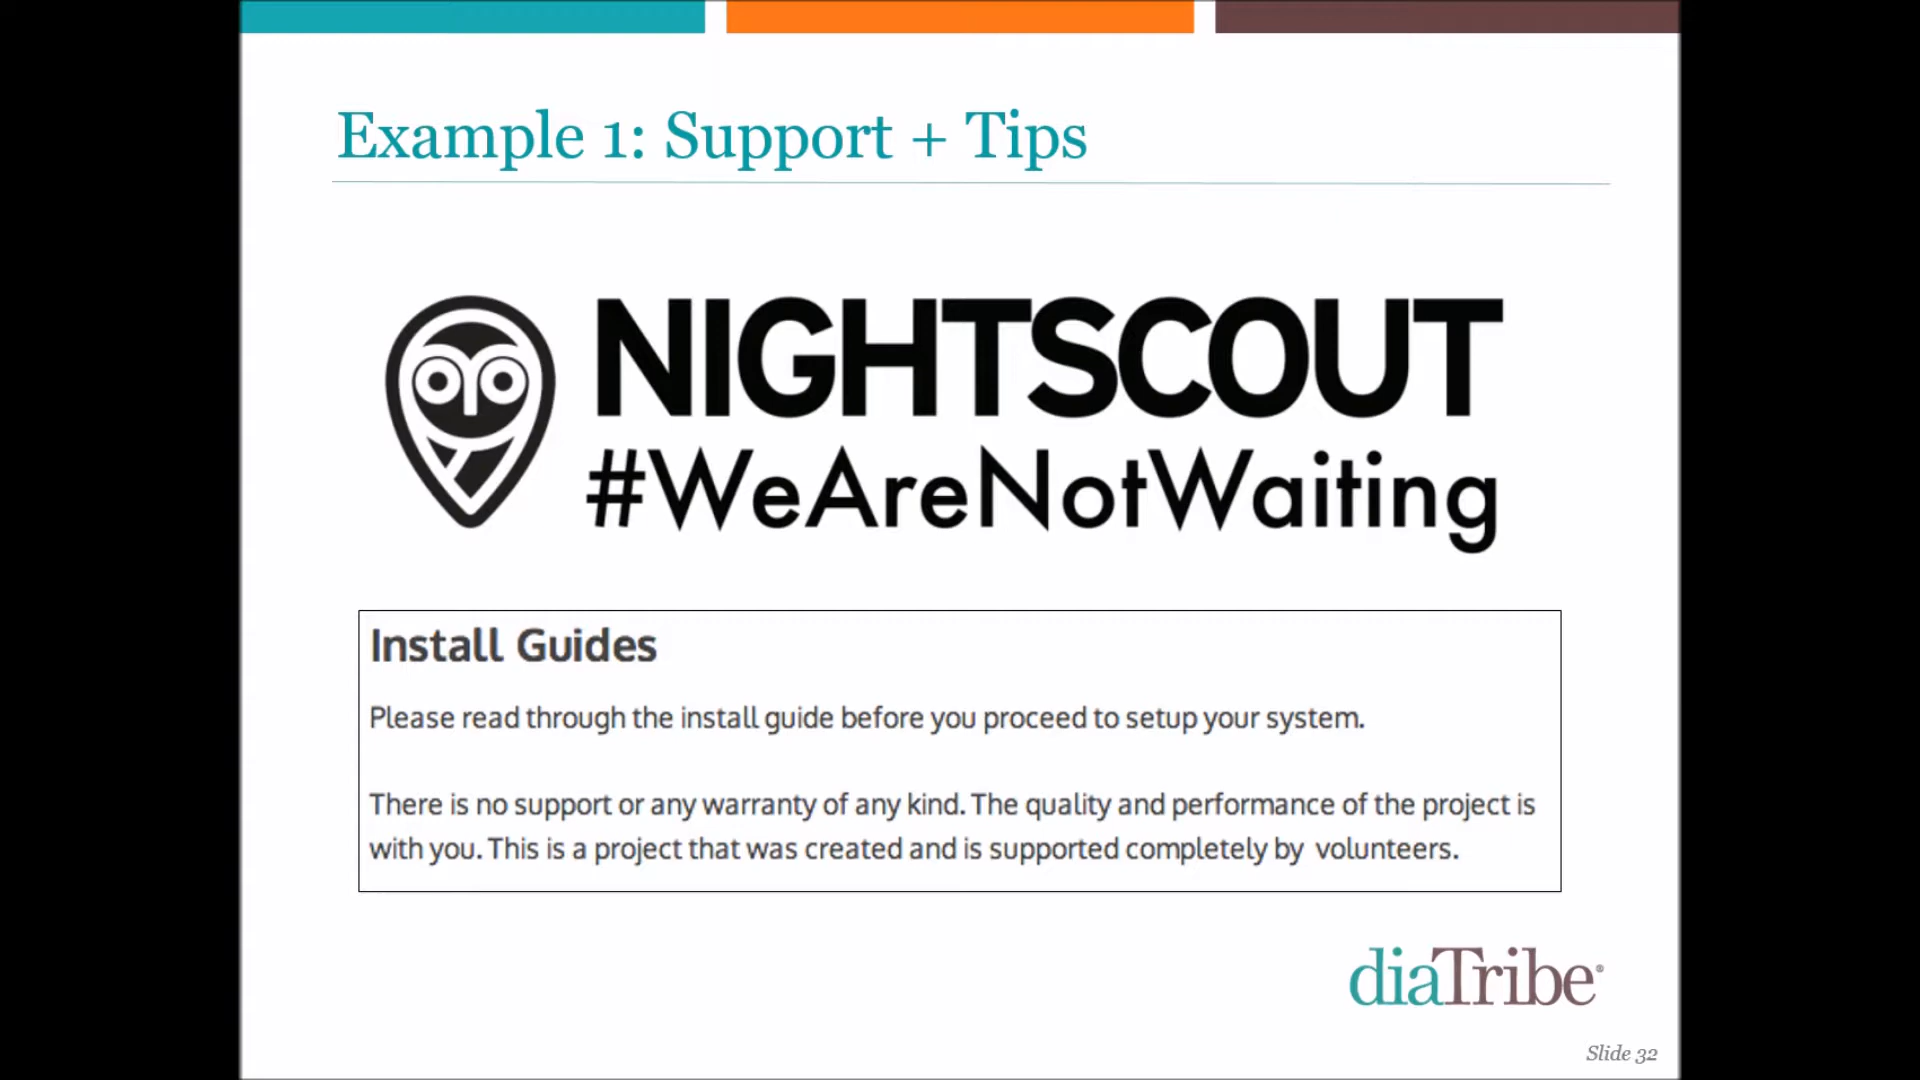 Example 1: Support + Tips
NIGHTSCOUT
#WeAreNotWaiting
Install Guides
Please read through the install guide before you proceed to setup your system.
There is no support or any warranty of any kind. The quality and performance of the project is
with you. This is a project that was created and is supported completely by volunteers.
diaTribe®
Slide 32